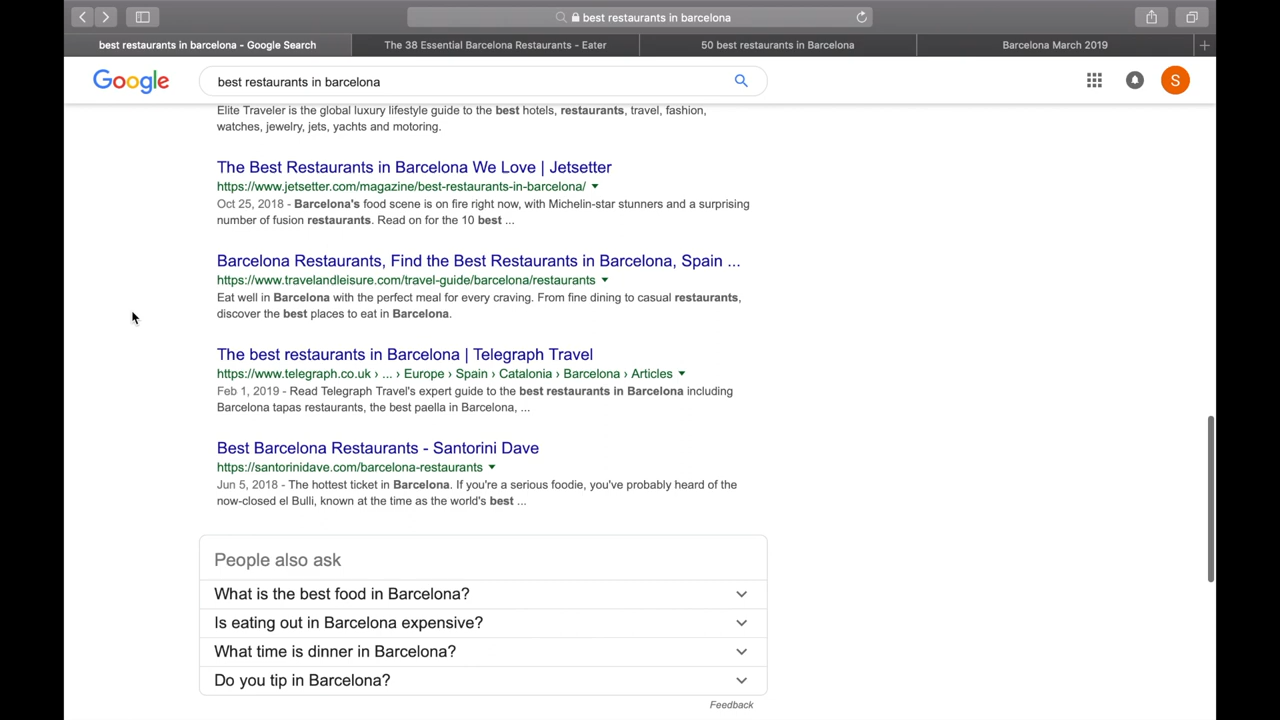 best restaurants in barcelona
best restaurants in barcelona - Google Search
The 38 Essential Barcelona Restaurants - Eater
50 best restaurants in Barcelona
Barcelona March 2019
Google
best restaurants in barcelona
S
Elite Traveler is the global luxury lifestyle guide to the best hotels, restaurants, travel, fashion,
watches, jewelry, jets, yachts and motoring.
The Best Restaurants in Barcelona We Love | Jetsetter
https://www.jetsetter.com/magazine/best-restaurants-in-barcelona/
Oct 25, 2018 - Barcelona's food scene is on fire right now, with Michelin-star stunners and a surprising
number of fusion restaurants. Read on for the 10 best ...
Barcelona Restaurants, Find the Best Restaurants in Barcelona, Spain ...
https://www.travelandleisure.com/travel-guide/barcelona/restaurants
Eat well in Barcelona with the perfect meal for every craving. From fine dining to casual restaurants,
discover the best places to eat in Barcelona.
The best restaurants in Barcelona | Telegraph Travel
https://www.telegraph.co.uk › ... › Europe › Spain › Catalonia › Barcelona › Articles
Feb 1, 2019 - Read Telegraph Travel's expert guide to the best restaurants in Barcelona including
Barcelona tapas restaurants, the best paella in Barcelona, ...
Best Barcelona Restaurants - Santorini Dave
https://santorinidave.com/barcelona-restaurants
Jun 5, 2018 - The hottest ticket in Barcelona. If you're a serious foodie, you've probably heard of the
now-closed el Bulli, known at the time as the world's best ...
People also ask
What is the best food in Barcelona?
Is eating out in Barcelona expensive?
What time is dinner in Barcelona?
Do you tip in Barcelona?
Feedback